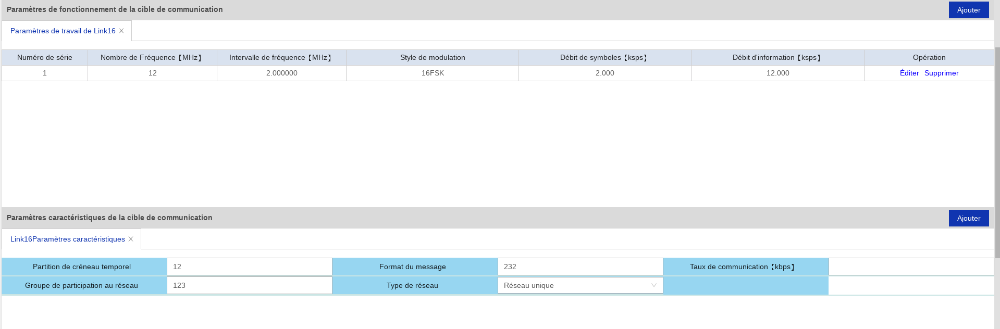 Paramètres de fonctionnement de la cible de communication
Ajouter
Paramètres de travail de Link16
Numéro de série
Nombre de Fréquence【MHz】
Intervalle de fréquence【MHz】
Style de modulation
Débit de symboles【ksps】
Débit d'information【ksps】
Opération
1
12
2.000000
16FSK
2.000
12.000
Éditer Supprimer
Paramètres caractéristiques de la cible de communication
Ajouter
Link16Paramètres caractéristiques
Partition de créneau temporel
12
Format du message
232
Taux de communication【kbps】
Groupe de participation au réseau
123
Type de réseau
Réseau unique